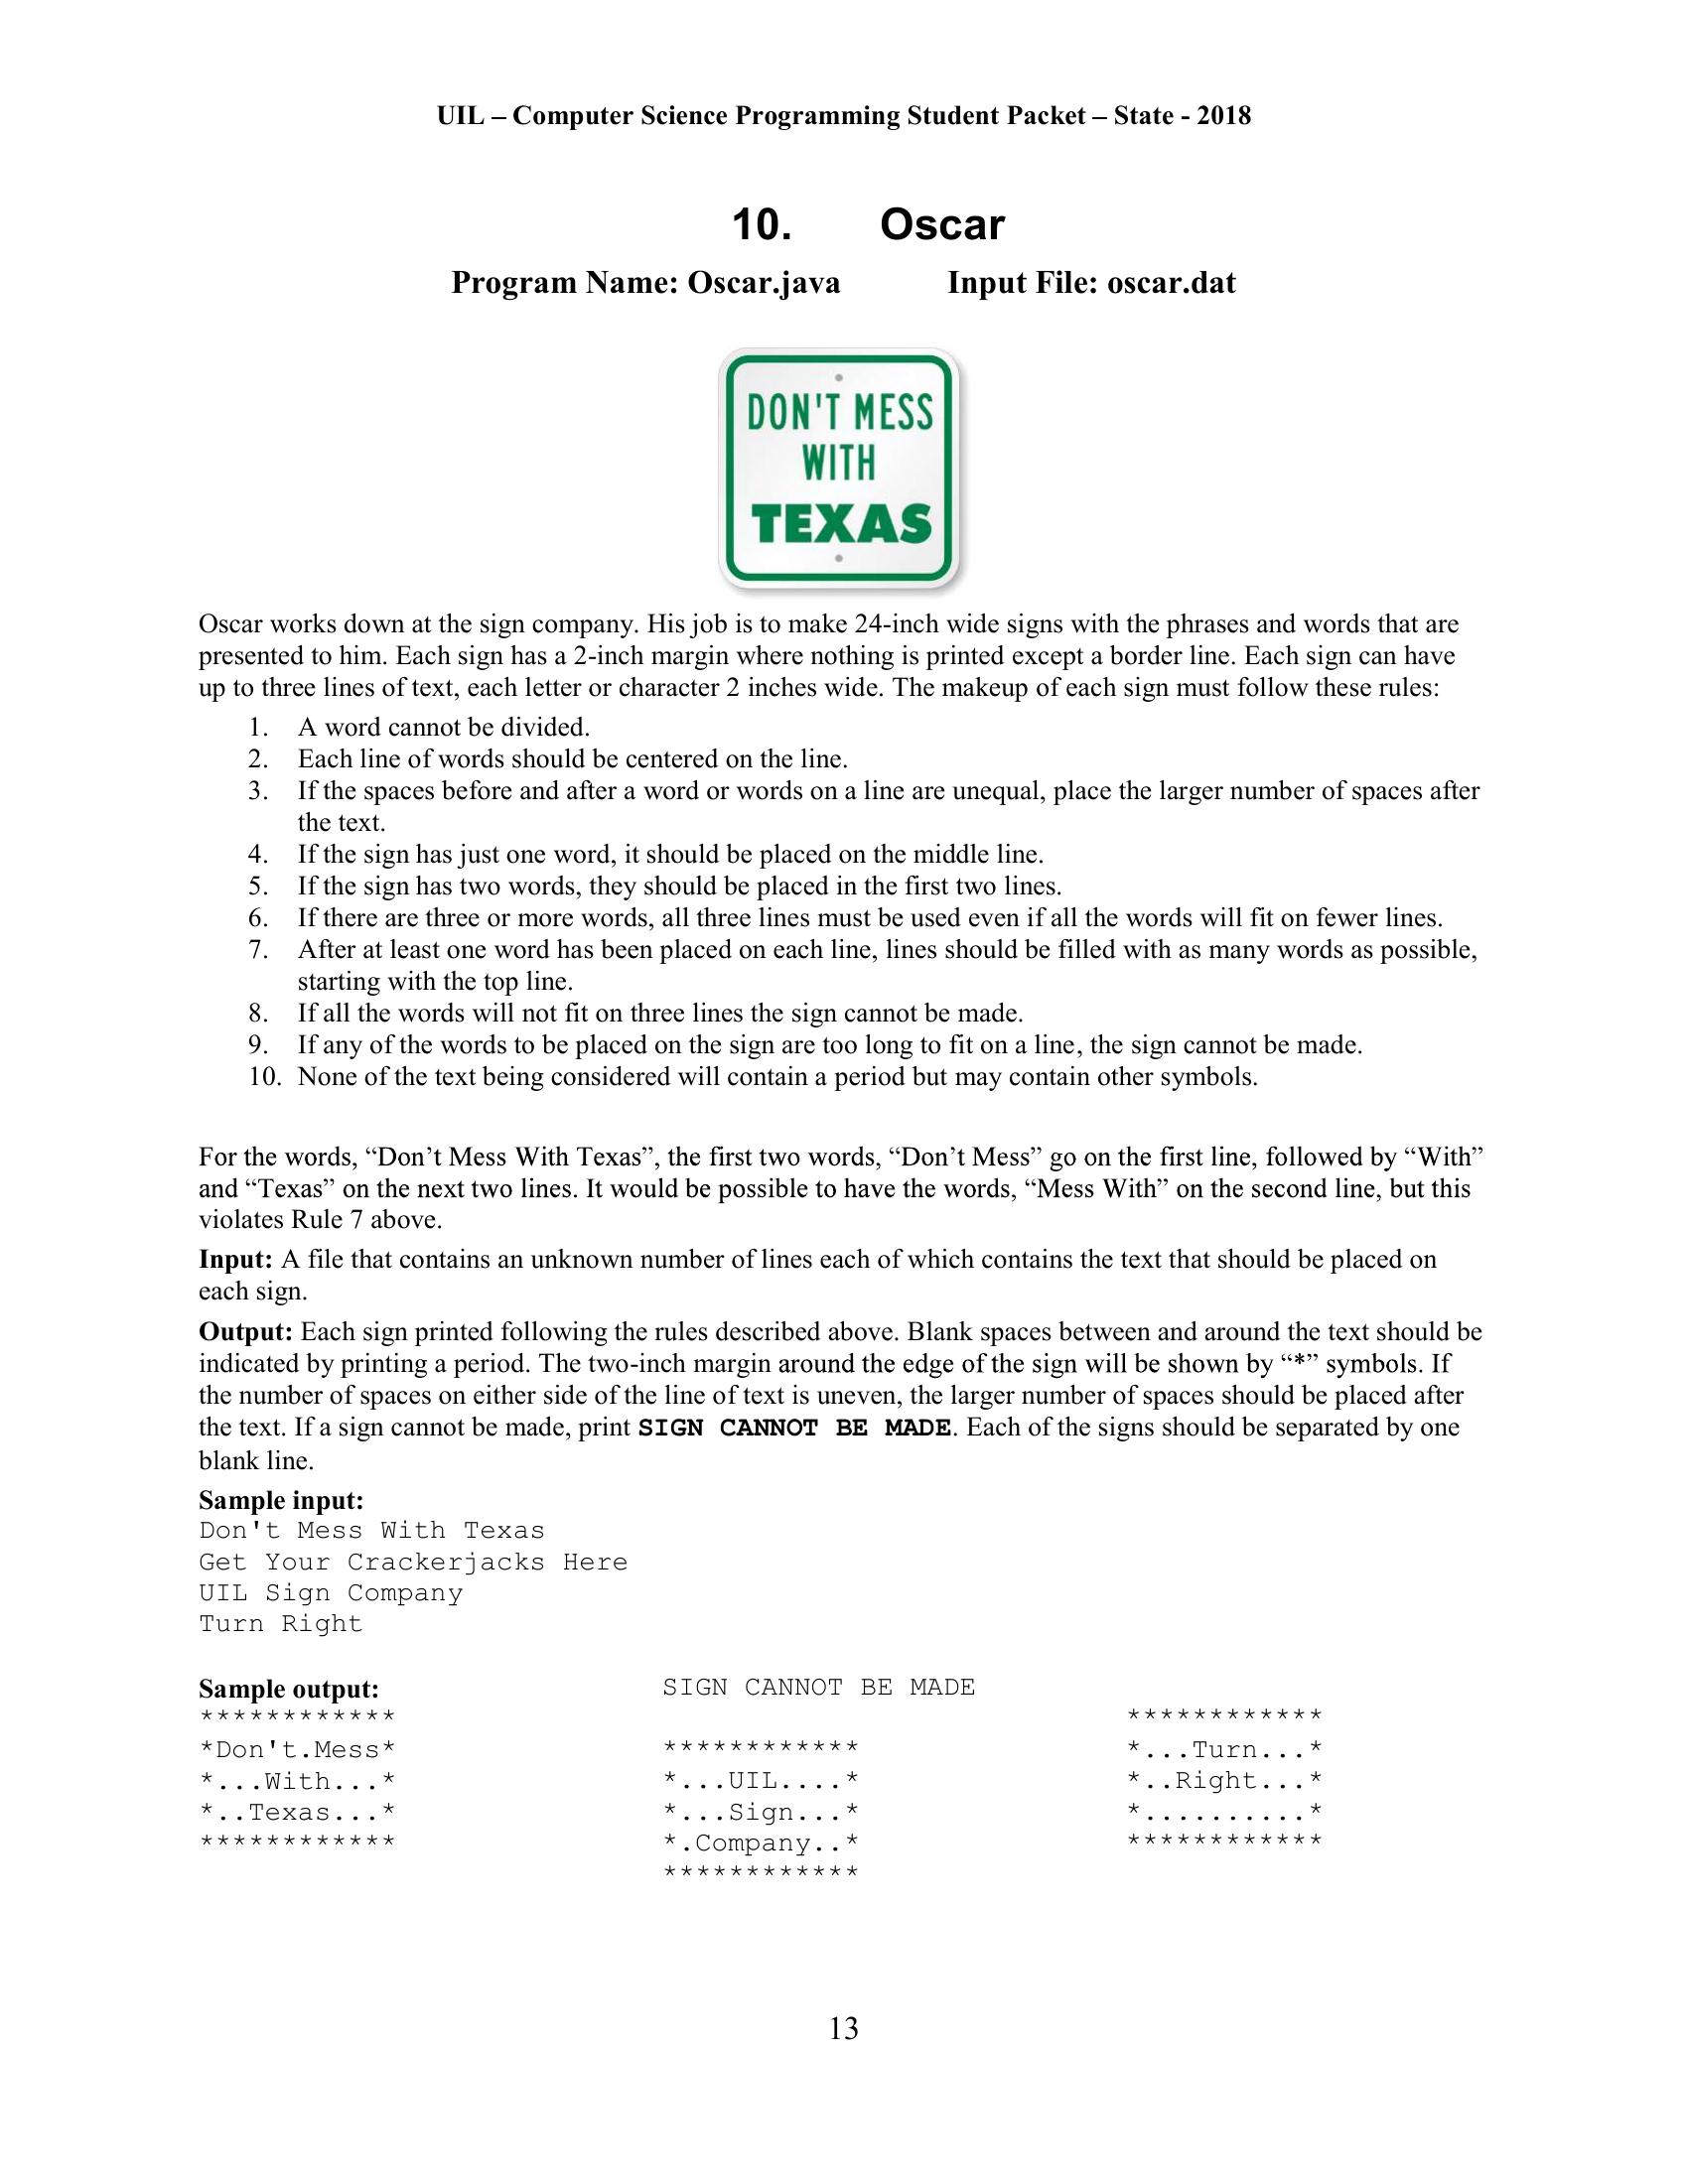 UIL – Computer Science Programming Student Packet – State - 2018
10. Oscar
Program Name: Oscar.java Input File: oscar.dat
DON'T MESS
WITH
TEXAS
Oscar works down at the sign company. His job is to make 24-inch wide signs with the phrases and words that are
presented to him. Each sign has a 2-inch margin where nothing is printed except a border line. Each sign can have
up to three lines of text, each letter or character 2 inches wide. The makeup of each sign must follow these rules:
1. A word cannot be divided.
2. Each line of words should be centered on the line.
3. If the spaces before and after a word or words on a line are unequal, place the larger number of spaces after
the text.
4. If the sign has just one word, it should be placed on the middle line.
5. If the sign has two words, they should be placed in the first two lines.
6. If there are three or more words, all three lines must be used even if all the words will fit on fewer lines.
7. After at least one word has been placed on each line, lines should be filled with as many words as possible,
starting with the top line.
8. If all the words will not fit on three lines the sign cannot be made.
9. If any of the words to be placed on the sign are too long to fit on a line, the sign cannot be made.
10. None of the text being considered will contain a period but may contain other symbols.
For the words, “Don’t Mess With Texas”, the first two words, “Don’t Mess” go on the first line, followed by “With”
and “Texas” on the next two lines. It would be possible to have the words, “Mess With” on the second line, but this
violates Rule 7 above.
Input: A file that contains an unknown number of lines each of which contains the text that should be placed on
each sign.
Output: Each sign printed following the rules described above. Blank spaces between and around the text should be
indicated by printing a period. The two-inch margin around the edge of the sign will be shown by “*” symbols. If
the number of spaces on either side of the line of text is uneven, the larger number of spaces should be placed after
the text. If a sign cannot be made, print SIGN CANNOT BE MADE. Each of the signs should be separated by one
blank line.
Sample input:
Don't Mess With Texas
Get Your Crackerjacks Here
UIL Sign Company
Turn Right
Sample output:
************
*Don't.Mess*
*...With...*
*..Texas...*
************
SIGN CANNOT BE MADE
************
*...UIL....*
*...Sign...*
*.Company..*
************
************
*...Turn...*
*..Right...*
*..........*
************
13